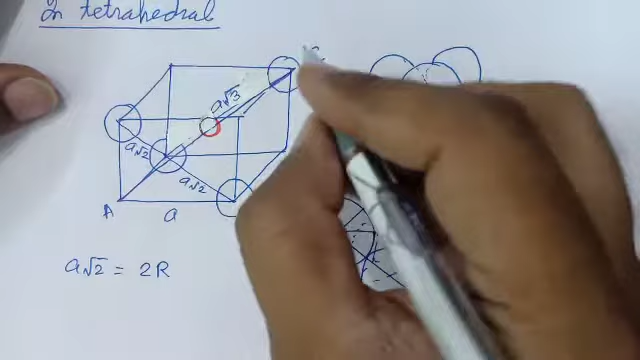 In tetrahedral
a√3
a√2
a√2
A
a
a√2 = 2R